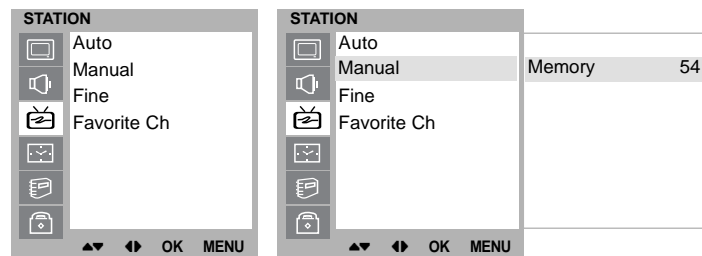 STATION
Auto
Manual
Fine
Favorite Ch
OK MENU
STATION
Auto
Manual
Fine
Favorite Ch
Memory 54
OK MENU